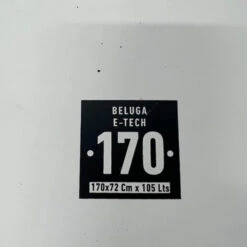 BELUGA
E-TECH
· 170 ·
170x72 Cm x 105 Lts